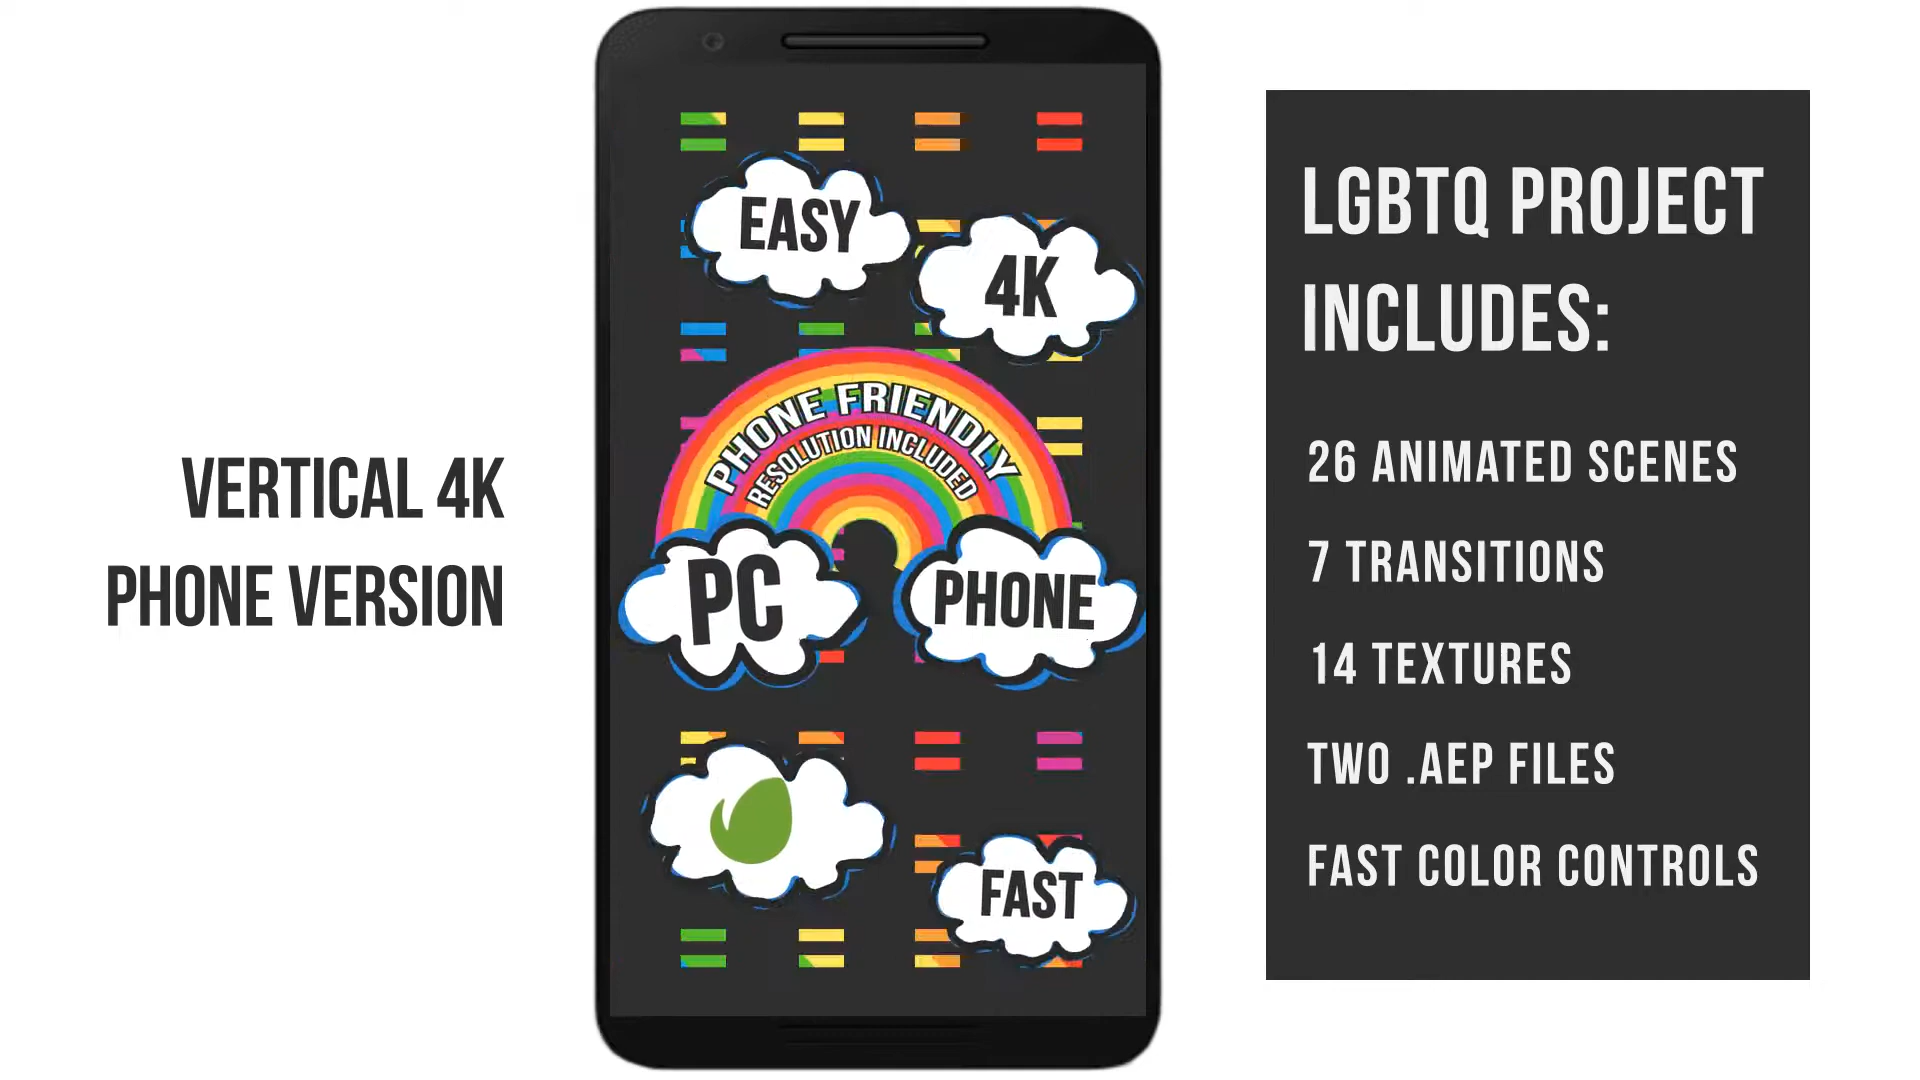 VERTICAL 4K
PHONE VERSION
EASY
4K
PHONE FRIENDLY
RESOLUTION INCLUDED
PC
PHONE
FAST
LGBTQ PROJECT
INCLUDES:
26 ANIMATED SCENES
7 TRANSITIONS
14 TEXTURES
TWO .AEP FILES
FAST COLOR CONTROLS